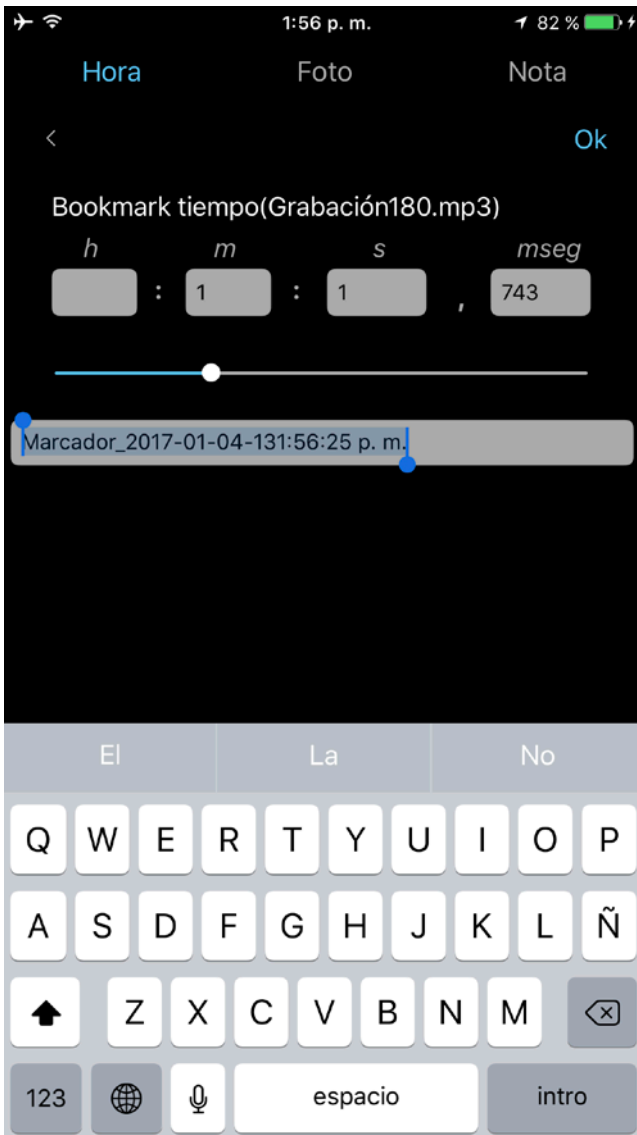 1:56 p. m. 82 %
Hora Foto Nota
Ok
Bookmark tiempo(Grabación180.mp3)
h m s mseg
: 1 : 1 , 743
Marcador_2017-01-04-131:56:25 p. m.
El La No
Q W E R T Y U I O P
A S D F G H J K L Ñ
Z X C V B N M
123 espacio intro